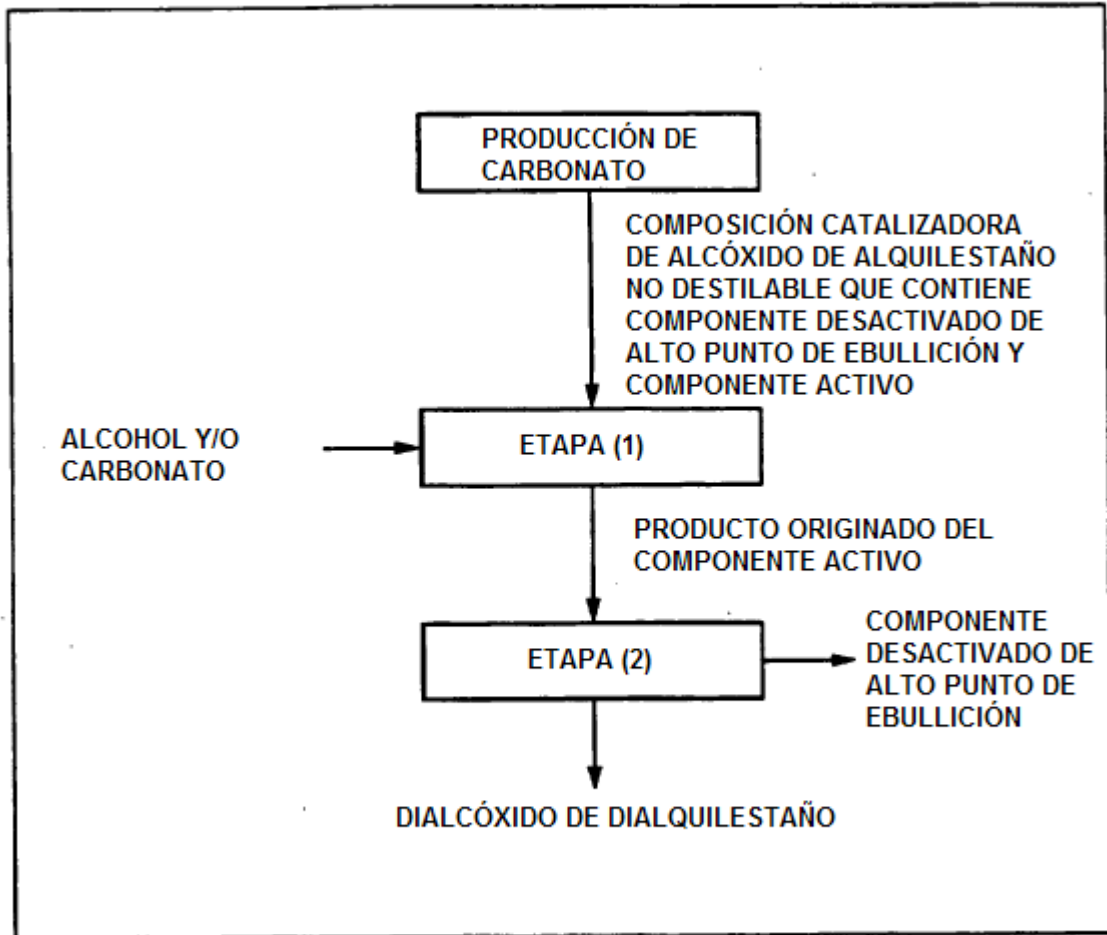 PRODUCCIÓN DE
CARBONATO
COMPOSICIÓN CATALIZADORA
DE ALCÓXIDO DE ALQUILESTAÑO
NO DESTILABLE QUE CONTIENE
COMPONENTE DESACTIVADO DE
ALTO PUNTO DE EBULLICIÓN Y
COMPONENTE ACTIVO
ALCOHOL Y/O
CARBONATO
ETAPA (1)
PRODUCTO ORIGINADO DEL
COMPONENTE ACTIVO
ETAPA (2)
COMPONENTE
DESACTIVADO DE
ALTO PUNTO DE
EBULLICIÓN
DIALCÓXIDO DE DIALQUILESTAÑO